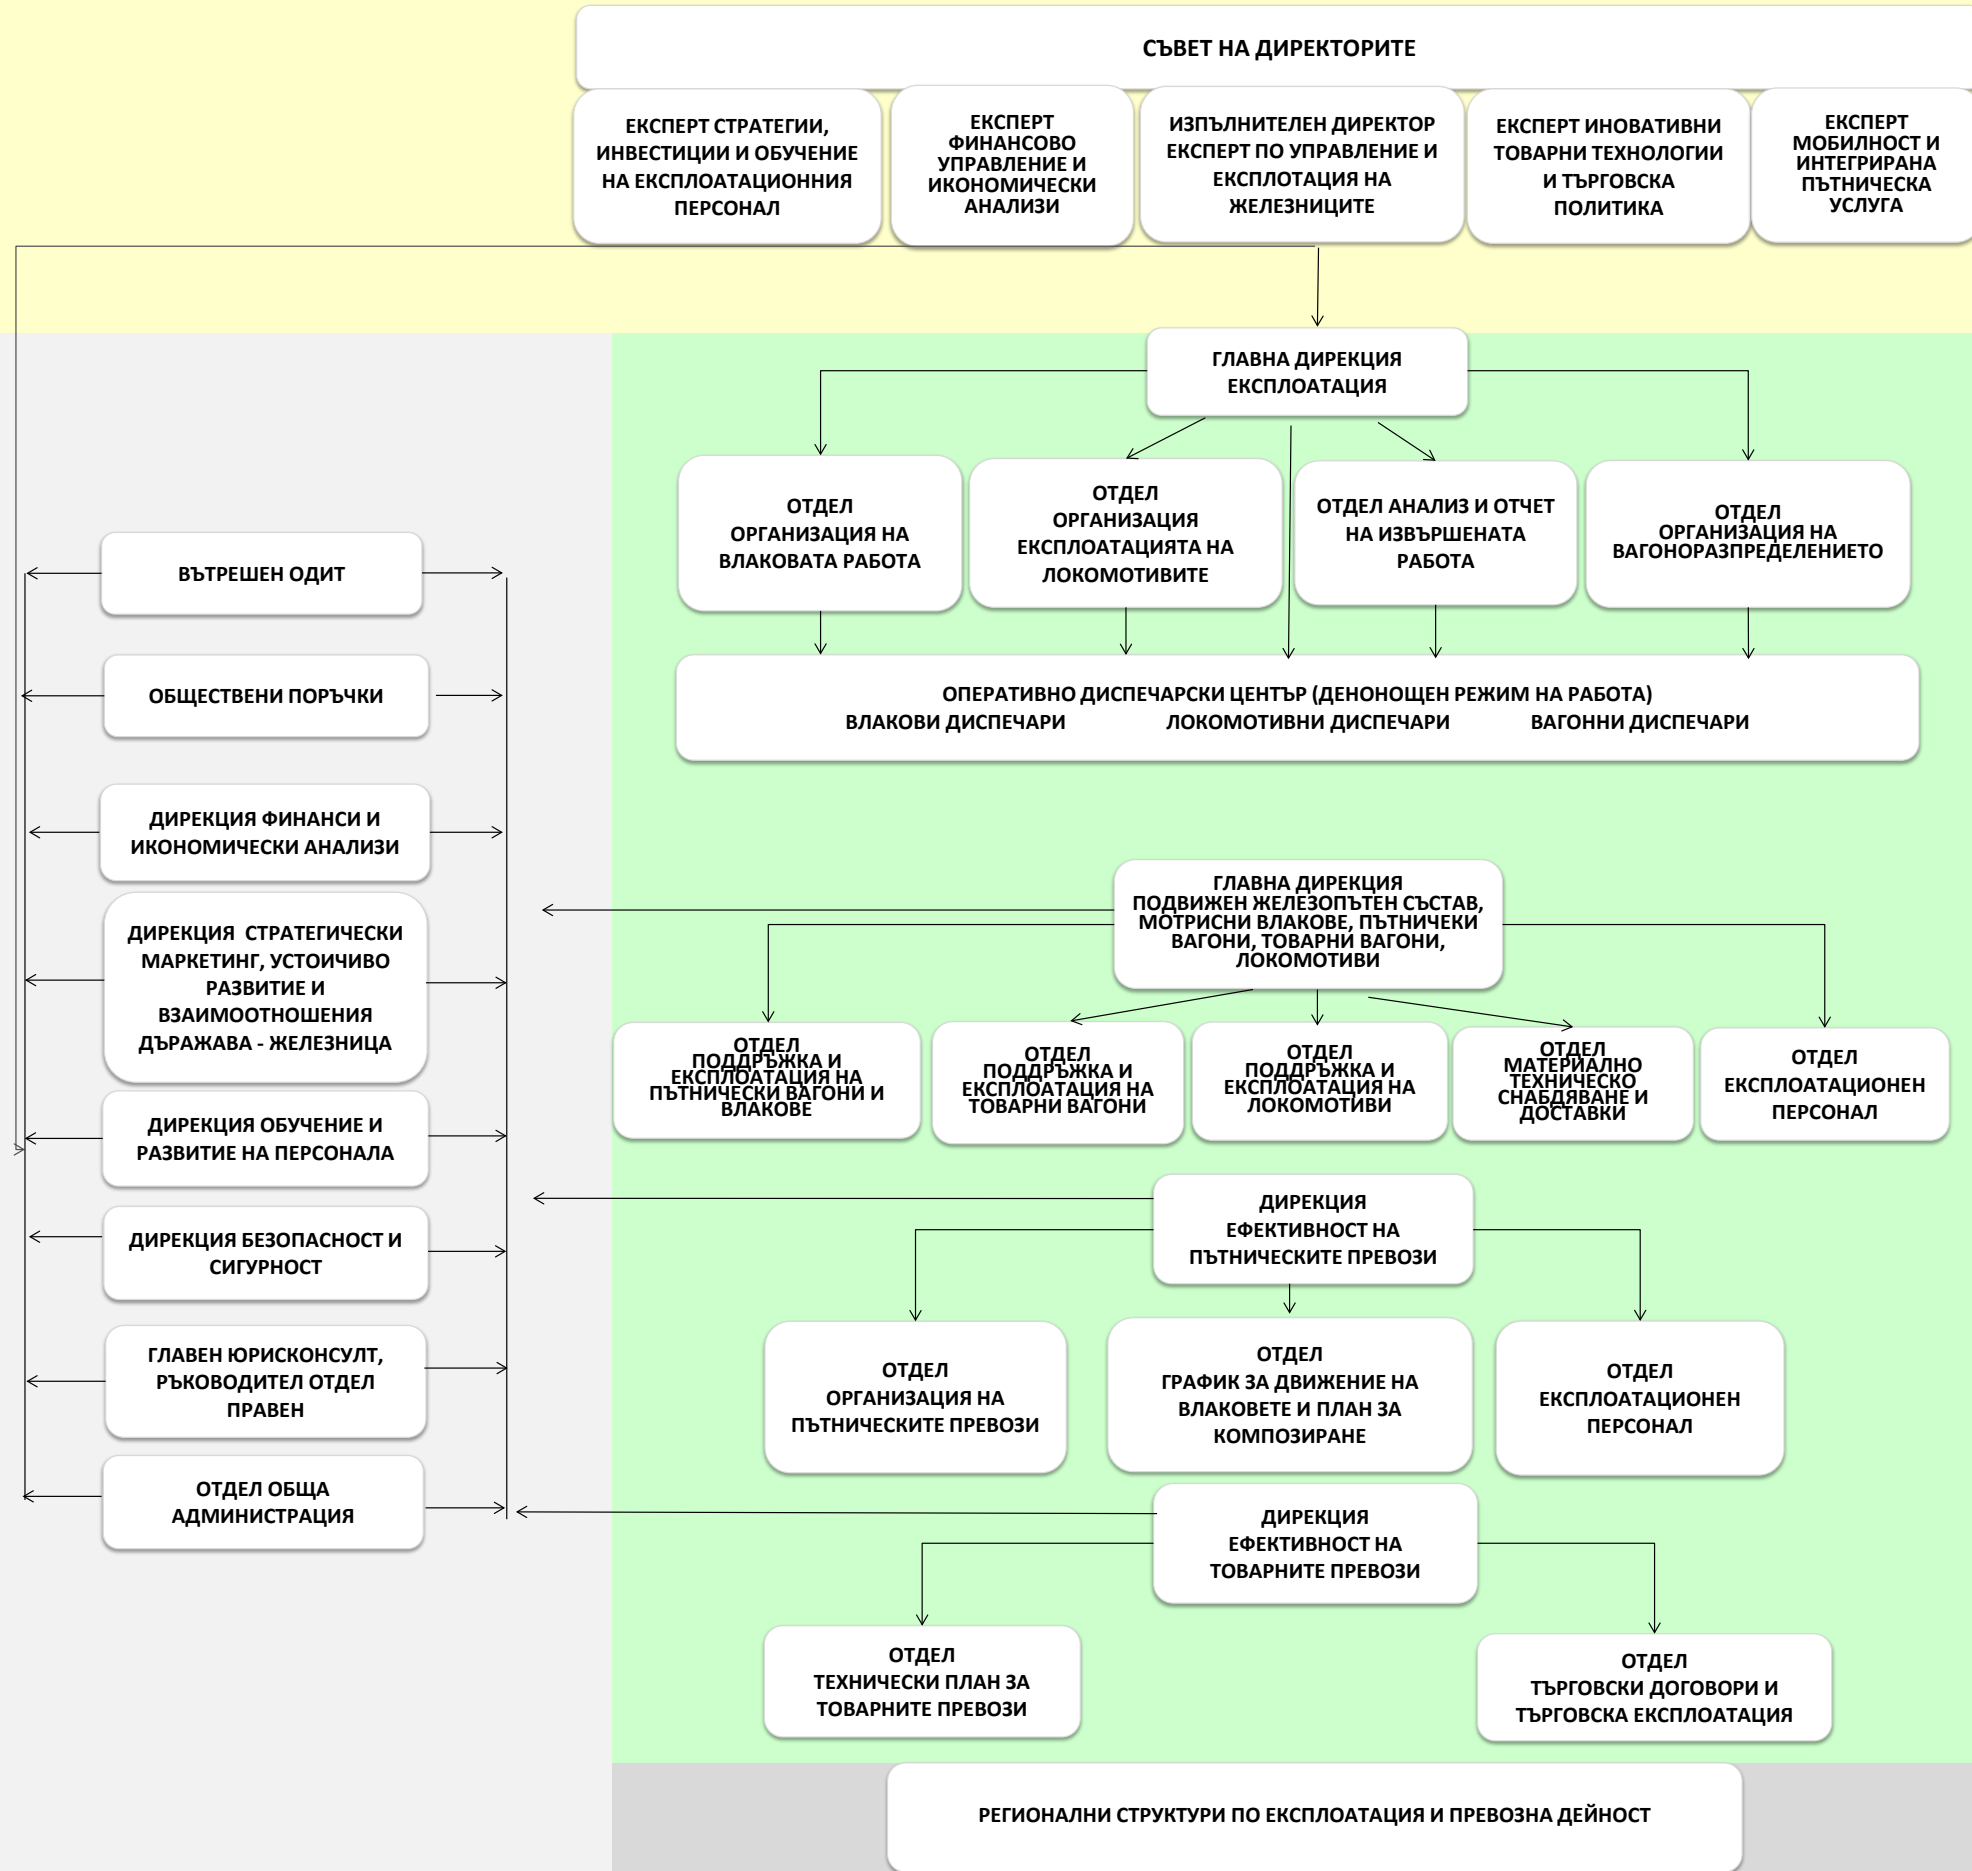 СЪВЕТ НА ДИРЕКТОРИТЕ
ЕКСПЕРТ СТРАТЕГИИ,
ИНВЕСТИЦИИ И ОБУЧЕНИЕ
НА ЕКСПЛОАТАЦИОННИЯ
ПЕРСОНАЛ
ЕКСПЕРТ
ФИНАНСОВО
УПРАВЛЕНИЕ И
ИКОНОМИЧЕСКИ
АНАЛИЗИ
ИЗПЪЛНИТЕЛЕН ДИРЕКТОР
ЕКСПЕРТ ПО УПРАВЛЕНИЕ И
ЕКСПЛОТАЦИЯ НА
ЖЕЛЕЗНИЦИТЕ
ЕКСПЕРТ ИНОВАТИВНИ
ТОВАРНИ ТЕХНОЛОГИИ
И ТЪРГОВСКА
ПОЛИТИКА
ЕКСПЕРТ
МОБИЛНОСТ И
ИНТЕГРИРАНА
ПЪТНИЧЕСКА
УСЛУГА
ГЛАВНА ДИРЕКЦИЯ
ЕКСПЛОАТАЦИЯ
ОТДЕЛ
ОРГАНИЗАЦИЯ НА
ВЛАКОВАТА РАБОТА
ОТДЕЛ
ОРГАНИЗАЦИЯ
ЕКСПЛОАТАЦИЯТА НА
ЛОКОМОТИВИТЕ
ОТДЕЛ АНАЛИЗ И ОТЧЕТ
НА ИЗВЪРШЕНАТА
РАБОТА
ОТДЕЛ
ОРГАНИЗАЦИЯ НА
ВАГОНОРАЗПРЕДЕЛЕНИЕТО
ОПЕРАТИВНО ДИСПЕЧАРСКИ ЦЕНТЪР (ДЕНОНОЩЕН РЕЖИМ НА РАБОТА)
ВЛАКОВИ ДИСПЕЧАРИ ЛОКОМОТИВНИ ДИСПЕЧАРИ ВАГОННИ ДИСПЕЧАРИ
ВЪТРЕШЕН ОДИТ
ОБЩЕСТВЕНИ ПОРЪЧКИ
ДИРЕКЦИЯ ФИНАНСИ И
ИКОНОМИЧЕСКИ АНАЛИЗИ
ДИРЕКЦИЯ СТРАТЕГИЧЕСКИ
МАРКЕТИНГ, УСТОИЧИВО
РАЗВИТИЕ И
ВЗАИМООТНОШЕНИЯ
ДЪРАЖАВА - ЖЕЛЕЗНИЦА
ДИРЕКЦИЯ ОБУЧЕНИЕ И
РАЗВИТИЕ НА ПЕРСОНАЛА
ДИРЕКЦИЯ БЕЗОПАСНОСТ И
СИГУРНОСТ
ГЛАВЕН ЮРИСКОНСУЛТ,
РЪКОВОДИТЕЛ ОТДЕЛ
ПРАВЕН
ОТДЕЛ ОБЩА
АДМИНИСТРАЦИЯ
ГЛАВНА ДИРЕКЦИЯ
ПОДВИЖЕН ЖЕЛЕЗОПЪТЕН СЪСТАВ,
МОТРИСНИ ВЛАКОВЕ, ПЪТНИЧЕКИ
ВАГОНИ, ТОВАРНИ ВАГОНИ,
ЛОКОМОТИВИ
ОТДЕЛ
ПОДДРЪЖКА И
ЕКСПЛОАТАЦИЯ НА
ПЪТНИЧЕСКИ ВАГОНИ И
ВЛАКОВЕ
ОТДЕЛ
ПОДДРЪЖКА И
ЕКСПЛОАТАЦИЯ НА
ТОВАРНИ ВАГОНИ
ОТДЕЛ
ПОДДРЪЖКА И
ЕКСПЛОАТАЦИЯ НА
ЛОКОМОТИВИ
ОТДЕЛ
МАТЕРИАЛНО
ТЕХНИЧЕСКО
СНАБДЯВАНЕ И
ДОСТАВКИ
ОТДЕЛ
ЕКСПЛОАТАЦИОНЕН
ПЕРСОНАЛ
ДИРЕКЦИЯ
ЕФЕКТИВНОСТ НА
ПЪТНИЧЕСКИТЕ ПРЕВОЗИ
ОТДЕЛ
ОРГАНИЗАЦИЯ НА
ПЪТНИЧЕСКИТЕ ПРЕВОЗИ
ОТДЕЛ
ГРАФИК ЗА ДВИЖЕНИЕ НА
ВЛАКОВЕТЕ И ПЛАН ЗА
КОМПОЗИРАНЕ
ОТДЕЛ
ЕКСПЛОАТАЦИОНЕН
ПЕРСОНАЛ
ДИРЕКЦИЯ
ЕФЕКТИВНОСТ НА
ТОВАРНИТЕ ПРЕВОЗИ
ОТДЕЛ
ТЕХНИЧЕСКИ ПЛАН ЗА
ТОВАРНИТЕ ПРЕВОЗИ
ОТДЕЛ
ТЪРГОВСКИ ДОГОВОРИ И
ТЪРГОВСКА ЕКСПЛОАТАЦИЯ
РЕГИОНАЛНИ СТРУКТУРИ ПО ЕКСПЛОАТАЦИЯ И ПРЕВОЗНА ДЕЙНОСТ